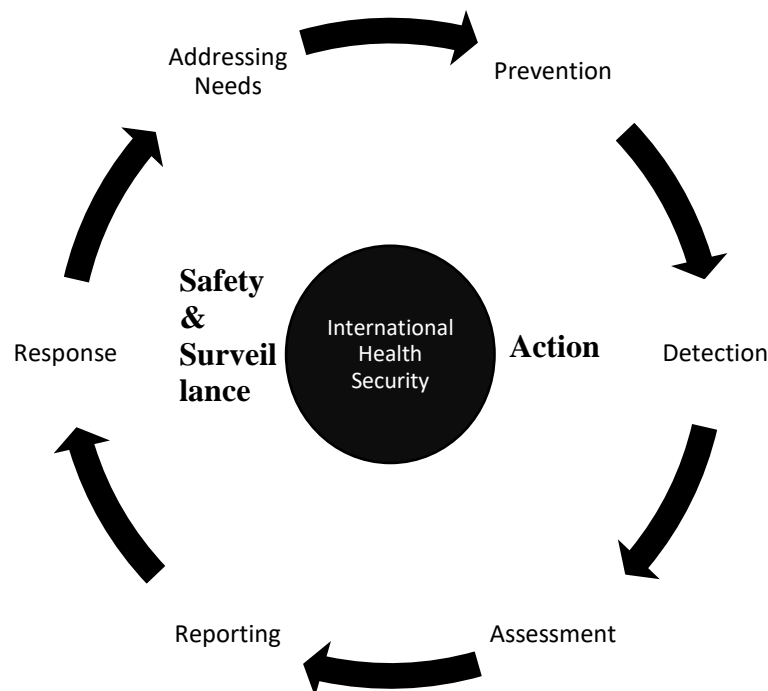 Addressing
Needs
Prevention
Safety
&
Surveil
lance
International
Health
Security
Action
Response
Detection
Reporting
Assessment